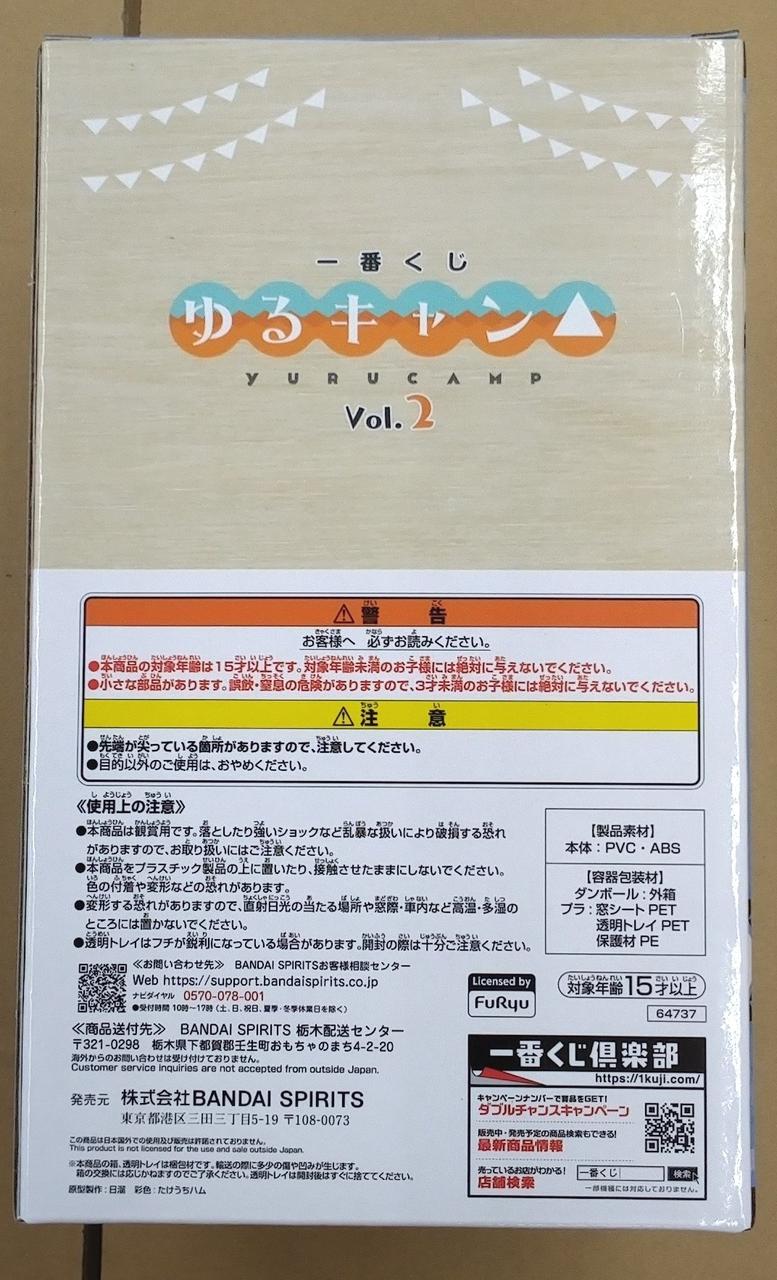 一番くじ
ゆるキャン△
YURUCAMP
Vol.2
⚠警告
お客様へ 必ずお読みください。
●本商品の対象年齢は15才以上です。対象年齢未満のお子様には絶対に与えないでください。
●小さな部品があります。誤飲・窒息の危険がありますので、3才未満のお子様には絶対に与えないでください。
⚠注意
●先端が尖っている箇所がありますので、注意してください。
●目的以外のご使用は、おやめください。
《使用上の注意》
●本商品は観賞用です。落としたり強いショックなど乱暴な扱いにより破損する恐れ
がありますので、お取り扱いにはご注意ください。
●本商品をプラスチック製品の上に置いたり、接触させたままにしないでください。
色の付着や変形などの恐れがあります。
●変形する恐れがありますので、直射日光の当たる場所や窓際・車内など高温・多湿の
ところには置かないでください。
●透明トレイはフチが鋭利になっている場合があります。開封の際は十分ご注意ください。
【製品素材】
本体：PVC・ABS
【容器包装材】
ダンボール：外箱
プラ：窓シート PET
透明トレイ PET
保護材 PE
≪お問い合わせ先≫ BANDAI SPIRITSお客様相談センター
Web https://support.bandaispirits.co.jp
ナビダイヤル 0570-078-001
●受付時間 10時〜17時（土、日、祝日、夏季・冬季休業日を除く）
≪商品送付先≫ BANDAI SPIRITS 栃木配送センター
〒321-0298 栃木県下都賀郡壬生町おもちゃのまち4-2-20
海外からのお問い合わせは受け付けておりません。
Customer service inquiries are not accepted from outside Japan.
発売元 株式会社BANDAI SPIRITS
東京都港区三田三丁目5-19 〒108-0073
この商品は日本国外での使用及び販売は許諾されておりません。
This product is not licensed for the use and sale outside Japan.
※本商品の箱、透明トレイは梱包材です。輸送の際に多少の傷や凹みが生じます。
箱の交換には応じかねますのでご了承ください。透明トレイは開封後はすぐに捨ててください。
原型製作：日溜 彩色：たけうちハム
Licensed by
FuRyu
対象年齢15才以上
64737
一番くじ倶楽部
https://1kuji.com/
キャンペーンナンバーで賞品をGET!
ダブルチャンスキャンペーン
販売中・発売予定の商品検索もできる!
最新商品情報
売っているお店がわかる!
店舗検索
一番くじ 検索
一部機種には対応しておりません。